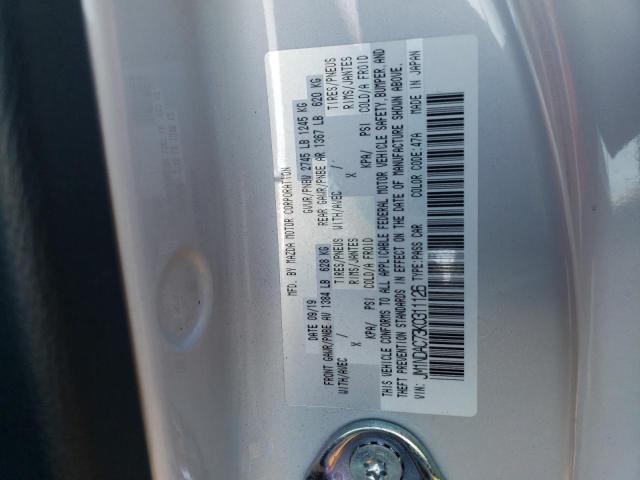 MFD. BY MAZDA MOTOR CORPORATION
DATE 09/19 GVWR/PNBV 2745 LB 1245 KG
FRONT GAWR/PNBE AV 1384 LB 628 KG REAR GAWR/PNBE AR 1367 LB 620 KG
TIRES/PNEUS TIRES/PNEUS
WITH/AVEC / RIMS/JANTES WITH/AVEC / RIMS/JANTES
X X
KPA/ PSI COLD/A FROID KPA/ PSI COLD/A FROID
THIS VEHICLE CONFORMS TO ALL APPLICABLE FEDERAL MOTOR VEHICLE SAFETY, BUMPER, AND
THEFT PREVENTION STANDARDS IN EFFECT ON THE DATE OF MANUFACTURE SHOWN ABOVE.
VIN: JM1NDAC73K0311126 TYPE: PASS CAR COLOR CODE: 47A MADE IN JAPAN